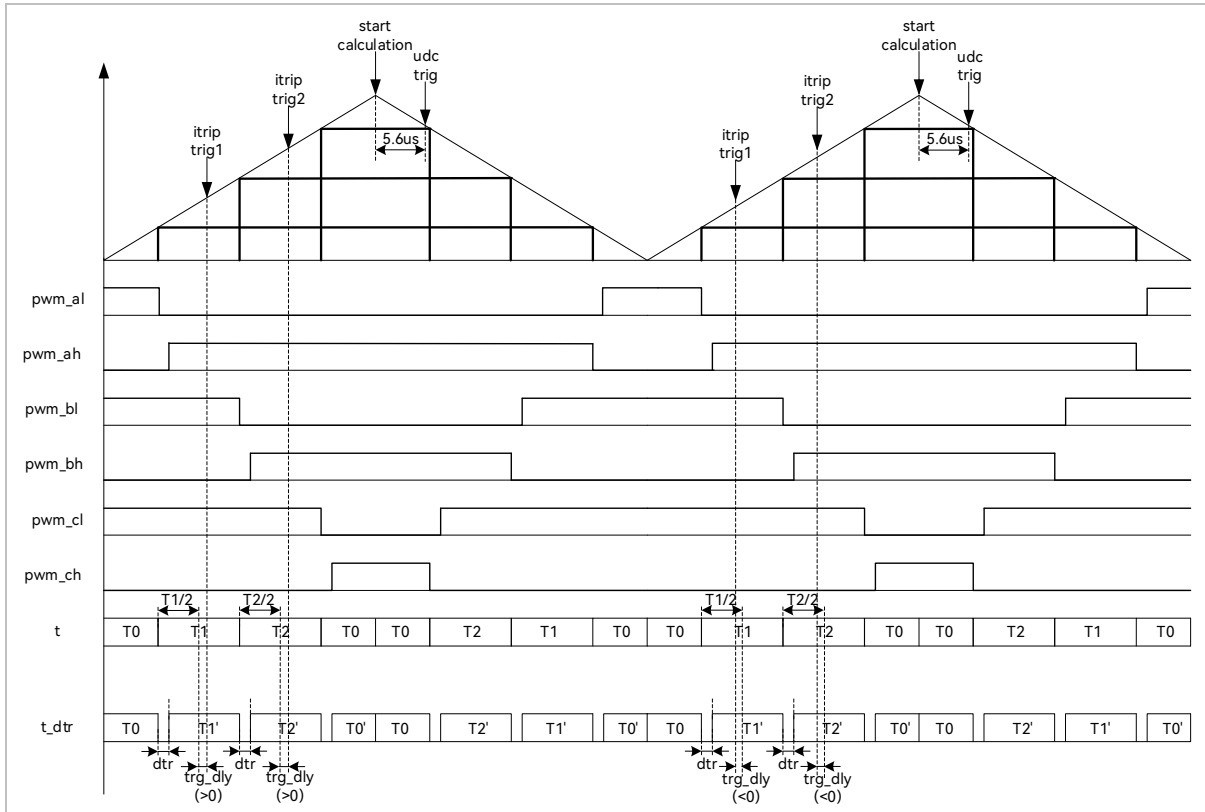 start
calculation
udc
trig
itrip
trig2
itrip
trig1
5.6us
start
calculation
udc
trig
itrip
trig2
itrip
trig1
5.6us
pwm_al
pwm_ah
pwm_bl
pwm_bh
pwm_cl
pwm_ch
T1/2 T2/2 T1/2 T2/2
t T0 T1 T2 T0 T0 T2 T1 T0 T0 T1 T2 T0 T0 T2 T1 T0
t_dtr T0 T1' T2' T0' T0 T2' T1' T0' T0 T1' T2' T0' T0 T2' T1' T0'
dtr dtr dtr
trg_dly
(>0)
trg_dly
(>0)
trg_dly
(<0)
trg_dly
(<0)